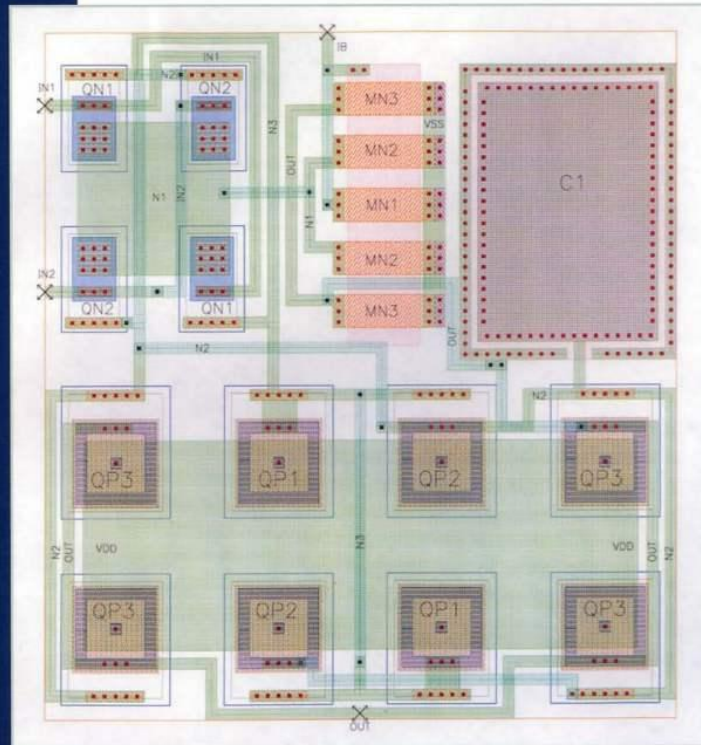 IB
IN1
N2
QN1
QN2
IN1
N3
MN3
VSS
OUT
MN2
C1
N1
IN2
MN1
N1
MN2
IN2
QN2
QN1
MN3
OUT
N2
N2
QP3
QP1
QP2
QP3
N2
OUT
VDD
N3
VDD
OUT
N2
QP3
QP2
QP1
QP3
OUT